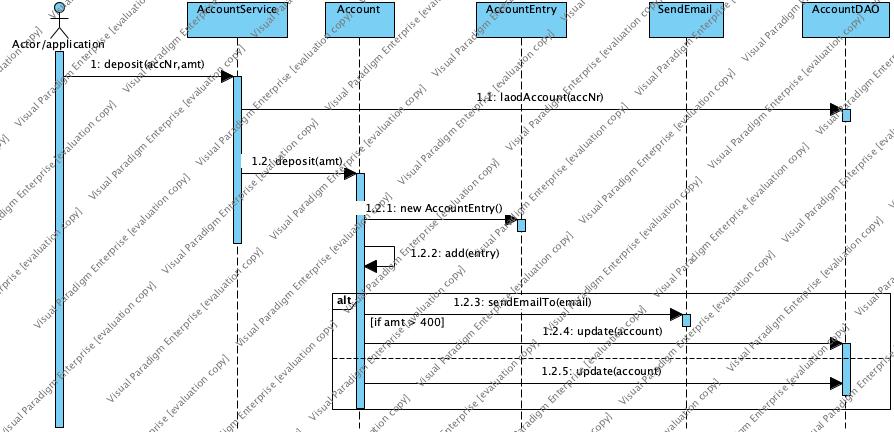 AccountService
Account
AccountEntry
SendEmail
AccountDAO
Actor/application
1: deposit(accNr,amt)
1.1: laodAccount(accNr)
1.2: deposit(amt)
1.2.1: new AccountEntry()
1.2.2: add(entry)
alt
1.2.3: sendEmailTo(email)
[if amt > 400]
1.2.4: update(account)
1.2.5: update(account)
Visual Paradigm Enterprise [evaluation copy]